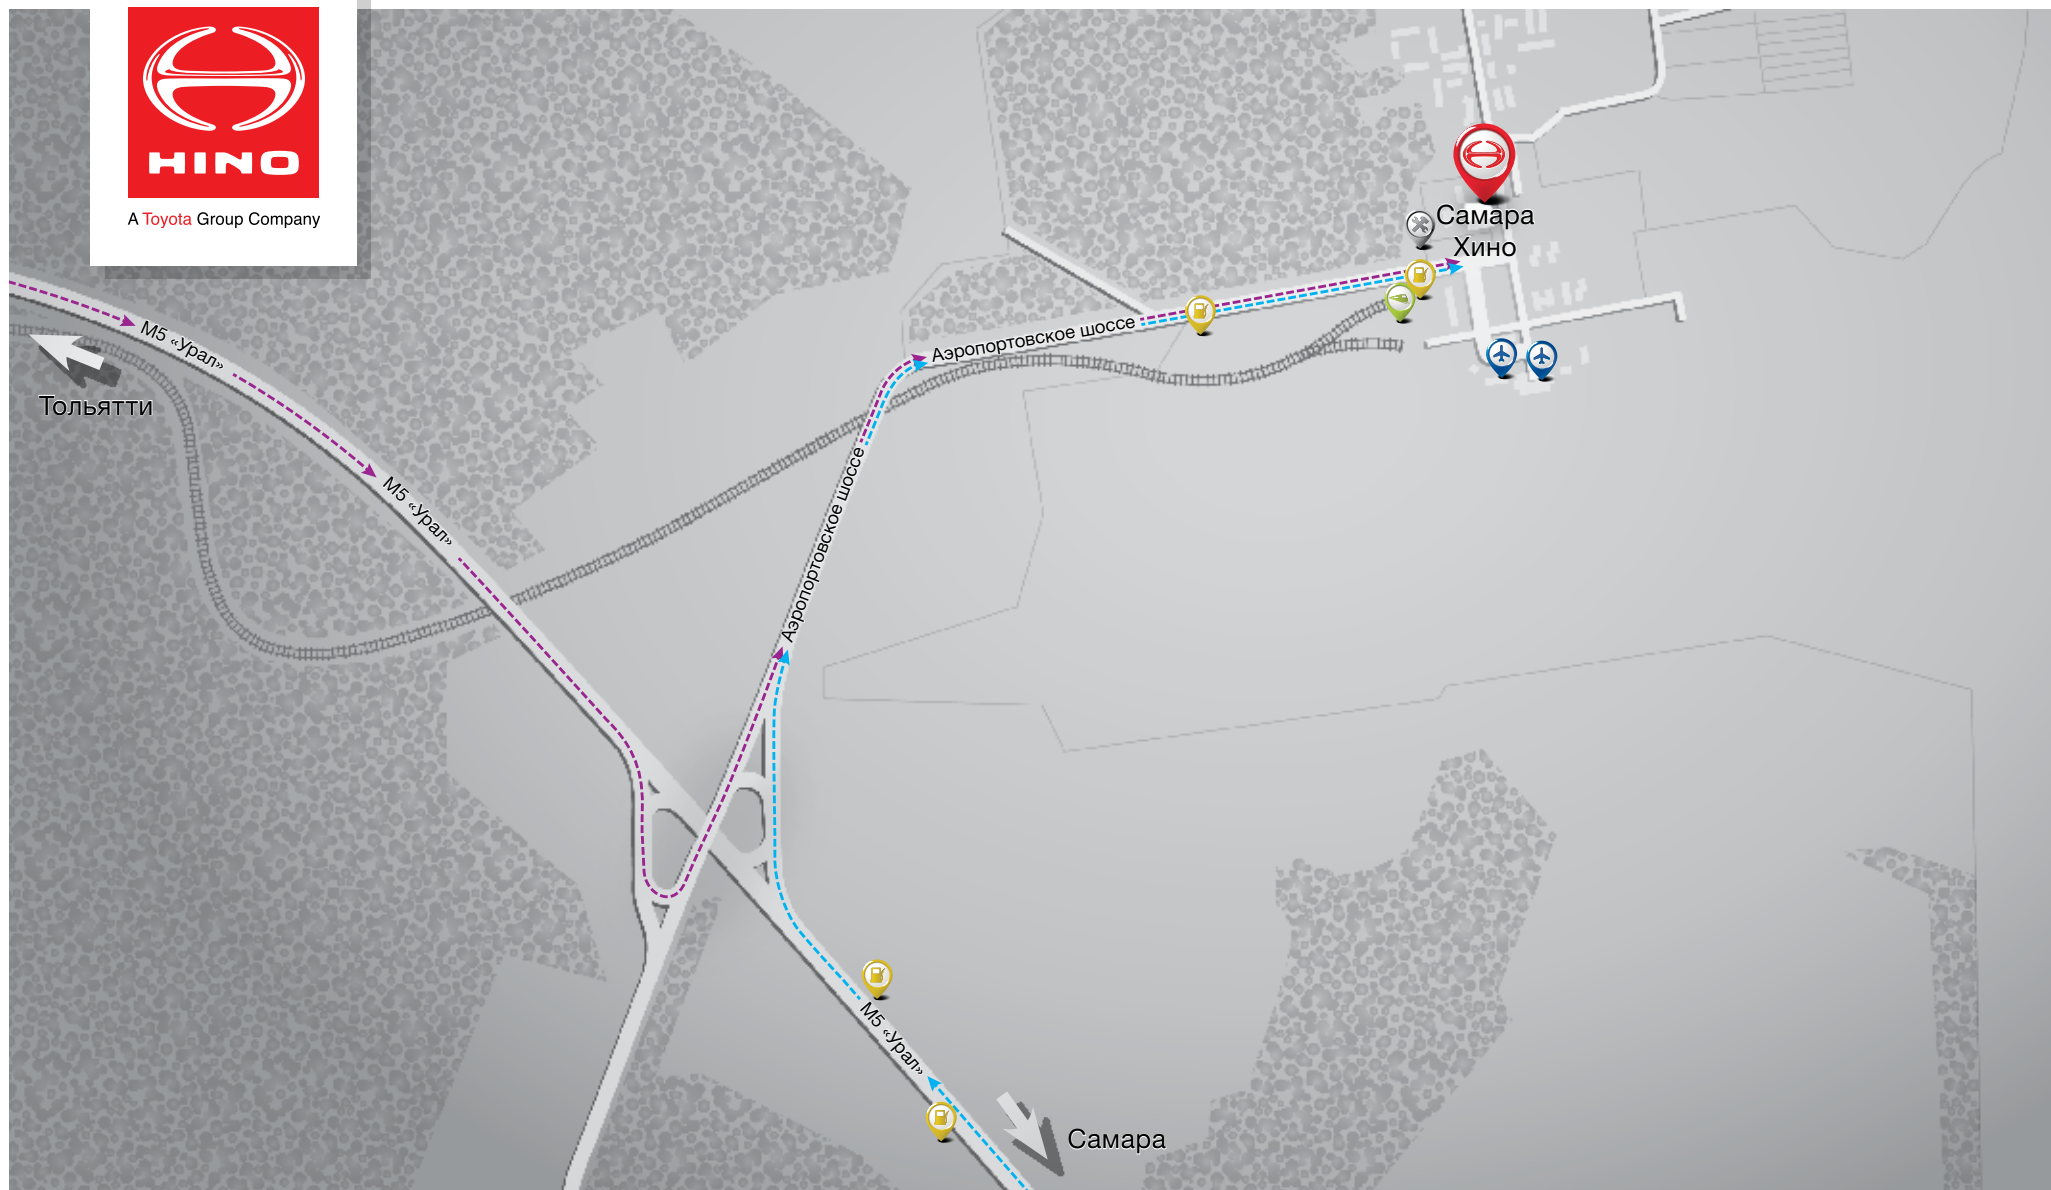 HINO
A Toyota Group Company
Самара
Хино
Аэропортовское шоссе
М5 «Урал»
Тольятти
М5 «Урал»
Аэропортовское шоссе
М5 «Урал»
Самара